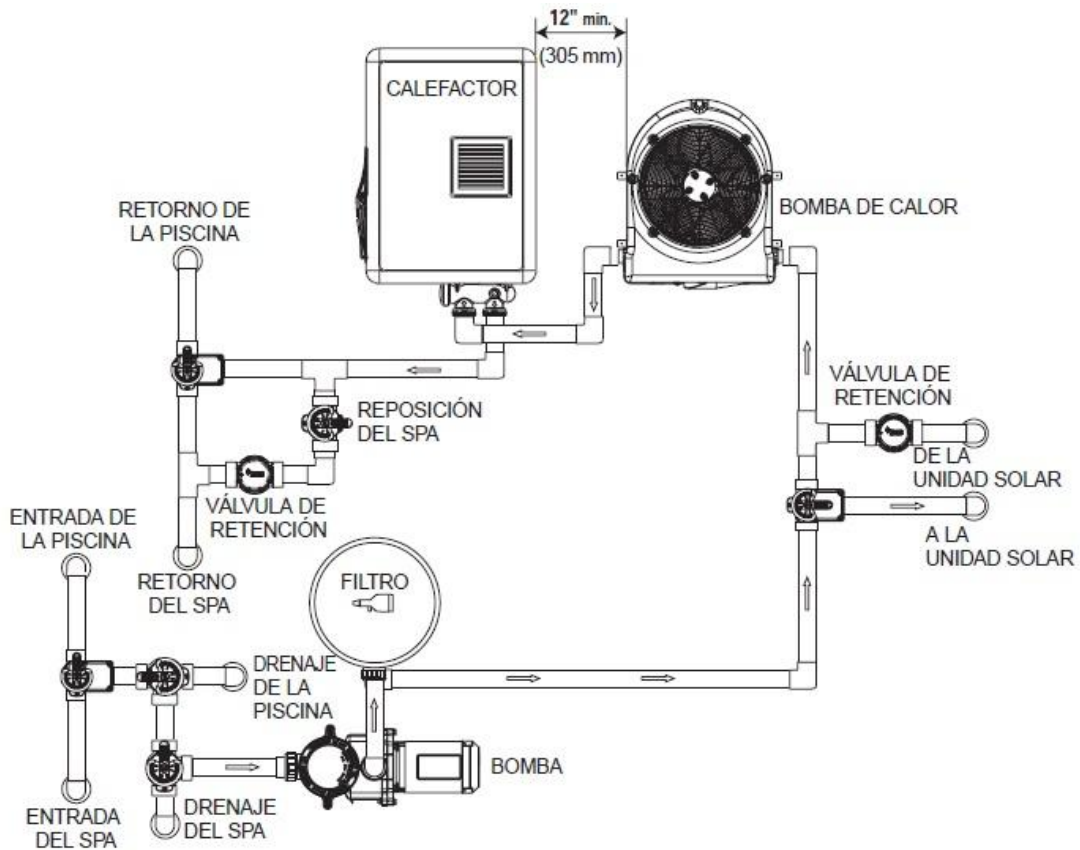 12" min.
(305 mm)
CALEFACTOR
BOMBA DE CALOR
RETORNO DE
LA PISCINA
VÁLVULA DE
RETENCIÓN
REPOSICIÓN
DEL SPA
DE LA
UNIDAD SOLAR
VÁLVULA DE
RETENCIÓN
ENTRADA DE
LA PISCINA
A LA
UNIDAD SOLAR
RETORNO
DEL SPA
FILTRO
DRENAJE
DE LA
PISCINA
BOMBA
ENTRADA
DEL SPA
DRENAJE
DEL SPA